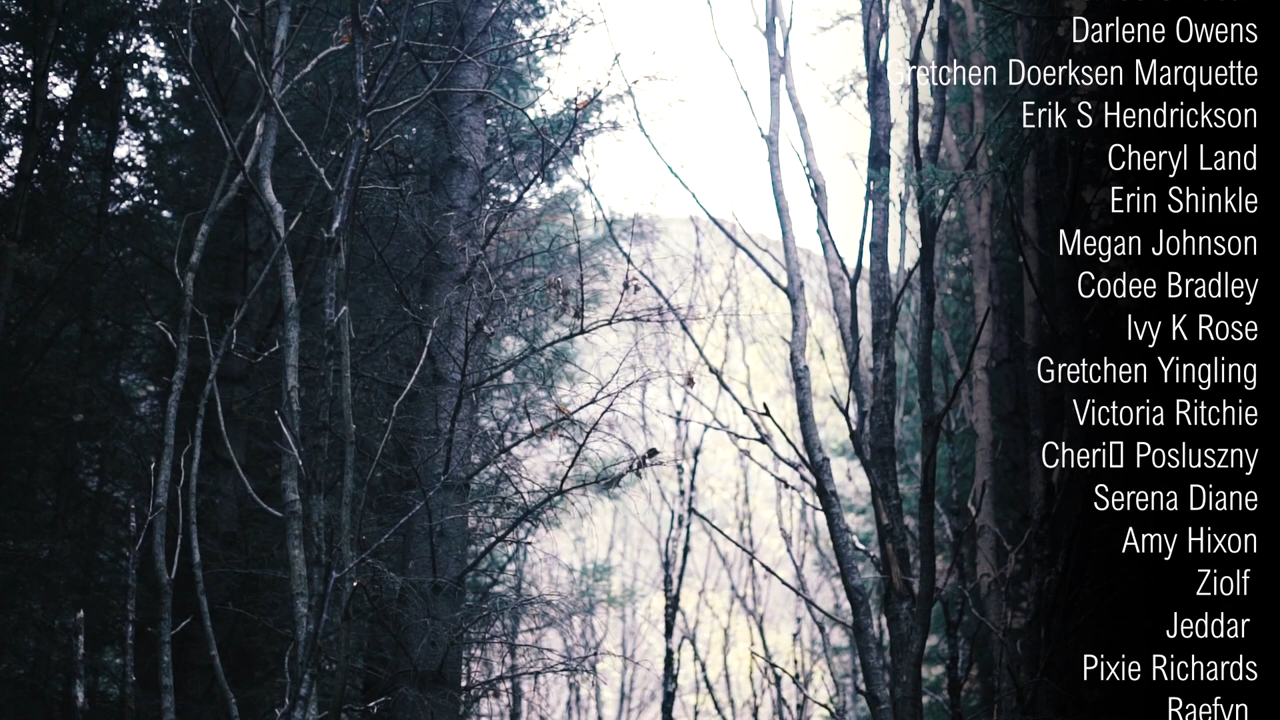 Darlene Owens
Gretchen Doerksen Marquette
Erik S Hendrickson
Cheryl Land
Erin Shinkle
Megan Johnson
Codee Bradley
Ivy K Rose
Gretchen Yingling
Victoria Ritchie
Cheri▯ Posluszny
Serena Diane
Amy Hixon
Ziolf
Jeddar
Pixie Richards
Raefyn